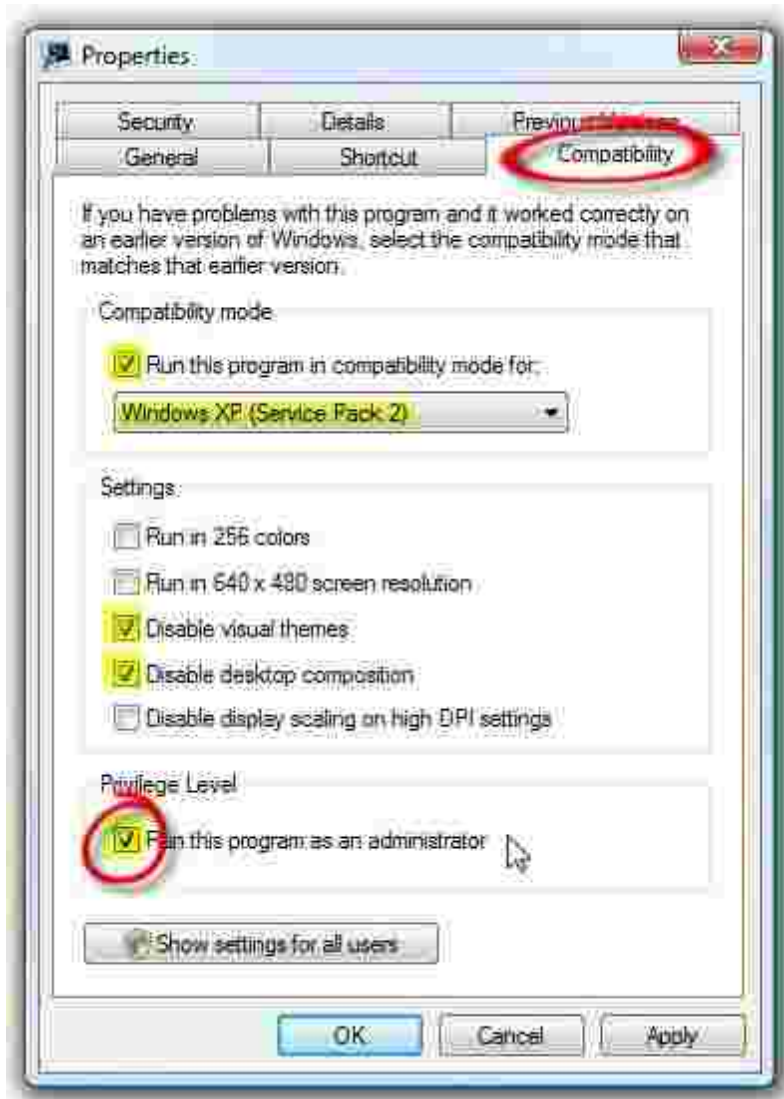 Properties
Security Details Previous Versions
General Shortcut Compatibility
If you have problems with this program and it worked correctly on
an earlier version of Windows, select the compatibility mode that
matches that earlier version.
Compatibility mode
Run this program in compatibility mode for:
Windows XP (Service Pack 2)
Settings
Run in 256 colors
Run in 640 x 480 screen resolution
Disable visual themes
Disable desktop composition
Disable display scaling on high DPI settings
Privilege Level
Run this program as an administrator
Show settings for all users
OK Cancel Apply